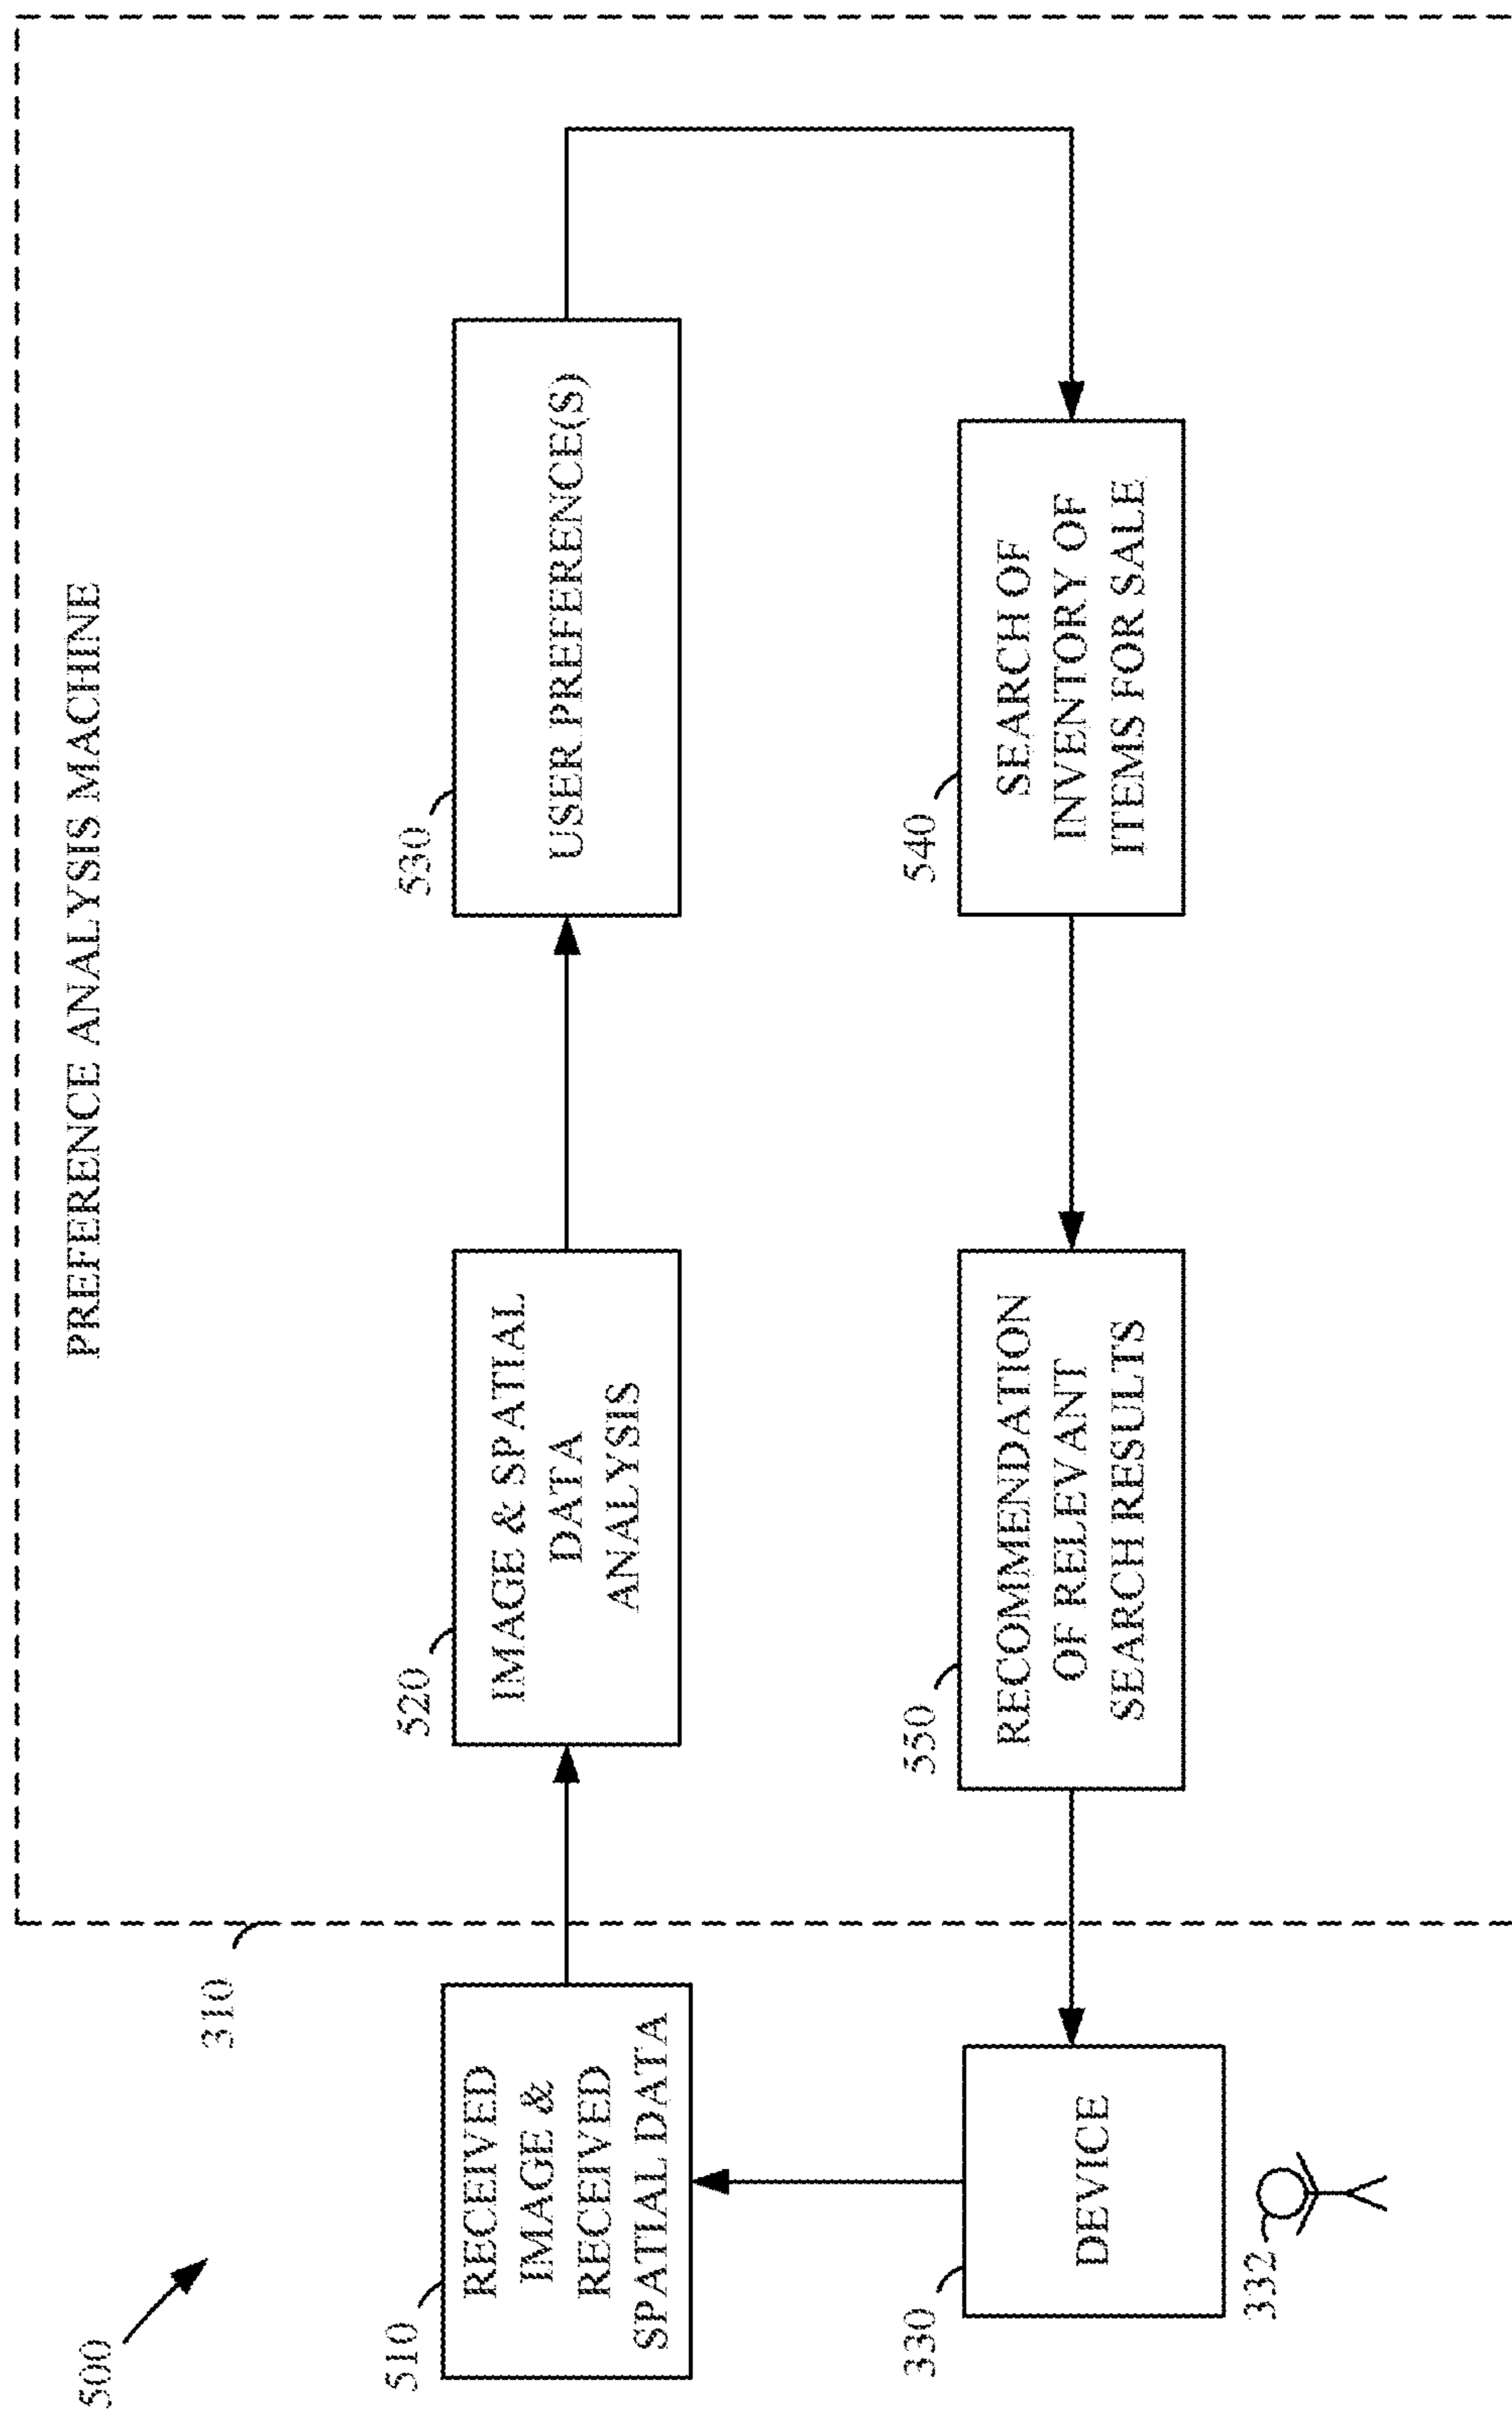 500
310
PREFERENCE ANALYSIS MACHINE
510
RECEIVED
IMAGE &
RECEIVED
SPATIAL DATA
520
IMAGE & SPATIAL
DATA
ANALYSIS
530
USER PREFERENCE(S)
330
DEVICE
332
550
RECOMMENDATION
OF RELEVANT
SEARCH RESULTS
540
SEARCH OF
INVENTORY OF
ITEMS FOR SALE